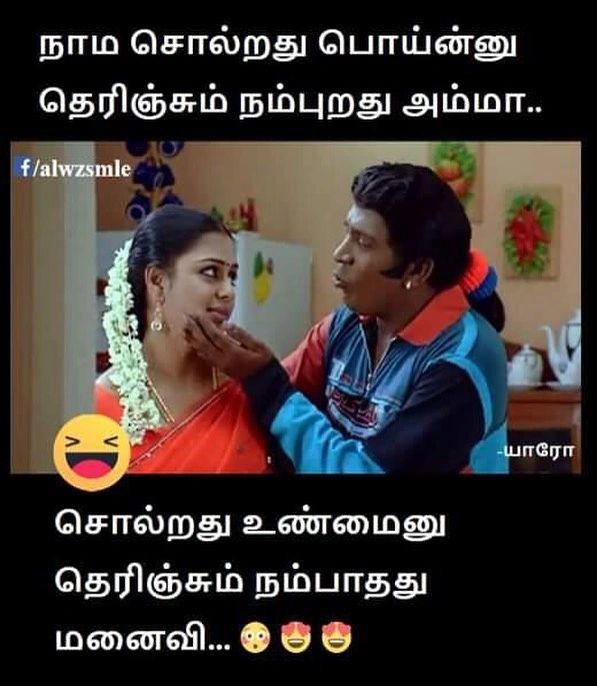 நாம சொல்றது பொய்ன்னு
தெரிஞ்சும் நம்புறது அம்மா..
f/alwzsmle
-யாரோ
சொல்றது உண்மைனு
தெரிஞ்சும் நம்பாதது
மனைவி... 😳 😍 😍